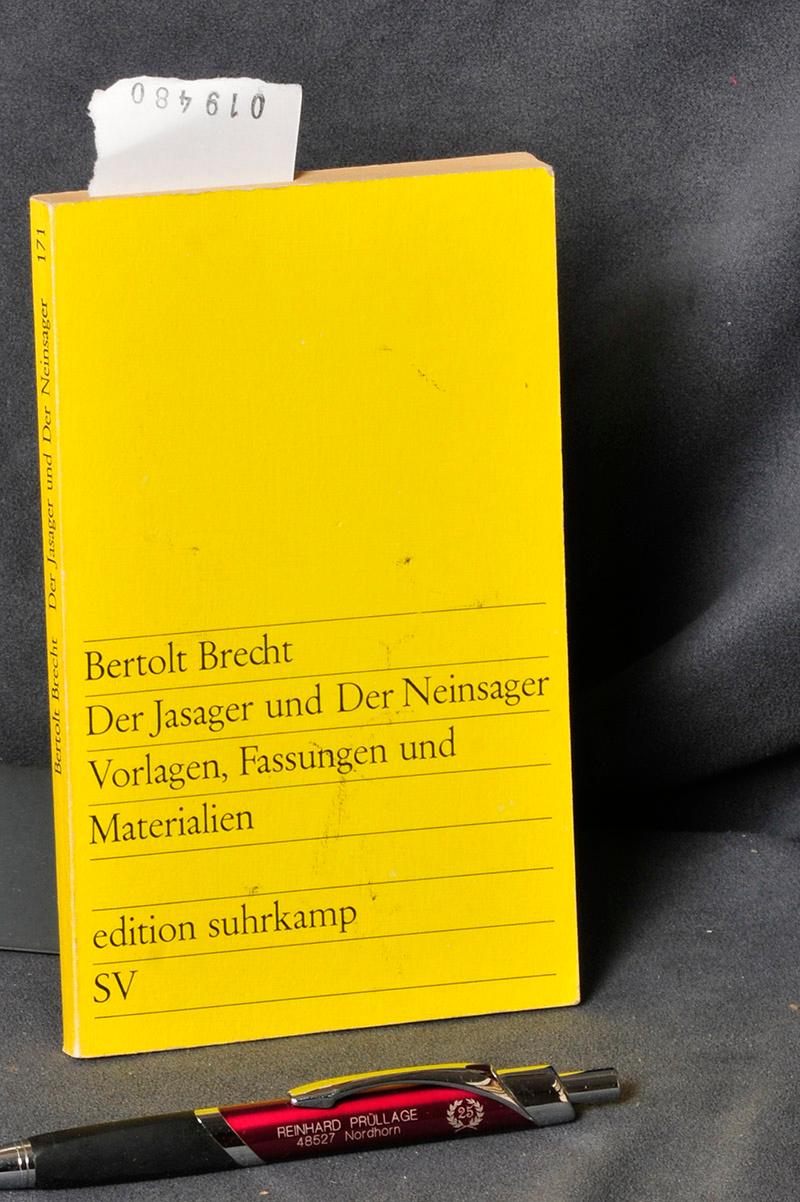 019480
Bertolt Brecht Der Jasager und Der Neinsager 171
Bertolt Brecht
Der Jasager und Der Neinsager
Vorlagen, Fassungen und
Materialien
edition suhrkamp
SV
REINHARD PRÜLLAGE
48527 Nordhorn
25